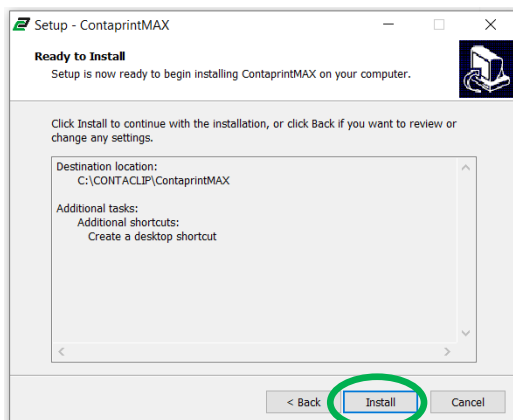 Setup - ContaprintMAX
Ready to Install
Setup is now ready to begin installing ContaprintMAX on your computer.
Click Install to continue with the installation, or click Back if you want to review or
change any settings.
Destination location:
C:\CONTACLIP\ContaprintMAX
Additional tasks:
Additional shortcuts:
Create a desktop shortcut
< Back
Install
Cancel